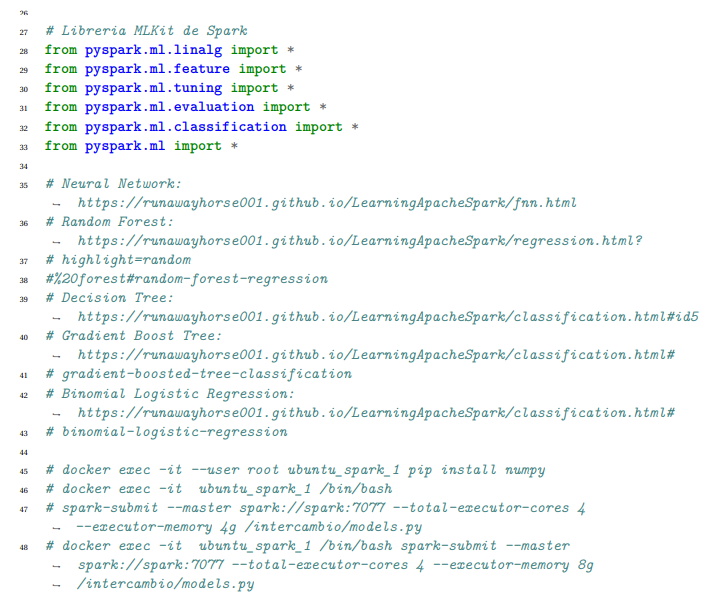 26
27 # Libreria MLKit de Spark
28 from pyspark.ml.linalg import *
29 from pyspark.ml.feature import *
30 from pyspark.ml.tuning import *
31 from pyspark.ml.evaluation import *
32 from pyspark.ml.classification import *
33 from pyspark.ml import *
34
35 # Neural Network:
↪ https://runawayhorse001.github.io/LearningApacheSpark/fnn.html
36 # Random Forest:
↪ https://runawayhorse001.github.io/LearningApacheSpark/regression.html?
37 # highlight=random
38 #%20forest#random-forest-regression
39 # Decision Tree:
↪ https://runawayhorse001.github.io/LearningApacheSpark/classification.html#id5
40 # Gradient Boost Tree:
↪ https://runawayhorse001.github.io/LearningApacheSpark/classification.html#
41 # gradient-boosted-tree-classification
42 # Binomial Logistic Regression:
↪ https://runawayhorse001.github.io/LearningApacheSpark/classification.html#
43 # binomial-logistic-regression
44
45 # docker exec -it --user root ubuntu_spark_1 pip install numpy
46 # docker exec -it  ubuntu_spark_1 /bin/bash
47 # spark-submit --master spark://spark:7077 --total-executor-cores 4
↪ --executor-memory 4g /intercambio/models.py
48 # docker exec -it  ubuntu_spark_1 /bin/bash spark-submit --master
↪ spark://spark:7077 --total-executor-cores 4 --executor-memory 8g
↪ /intercambio/models.py